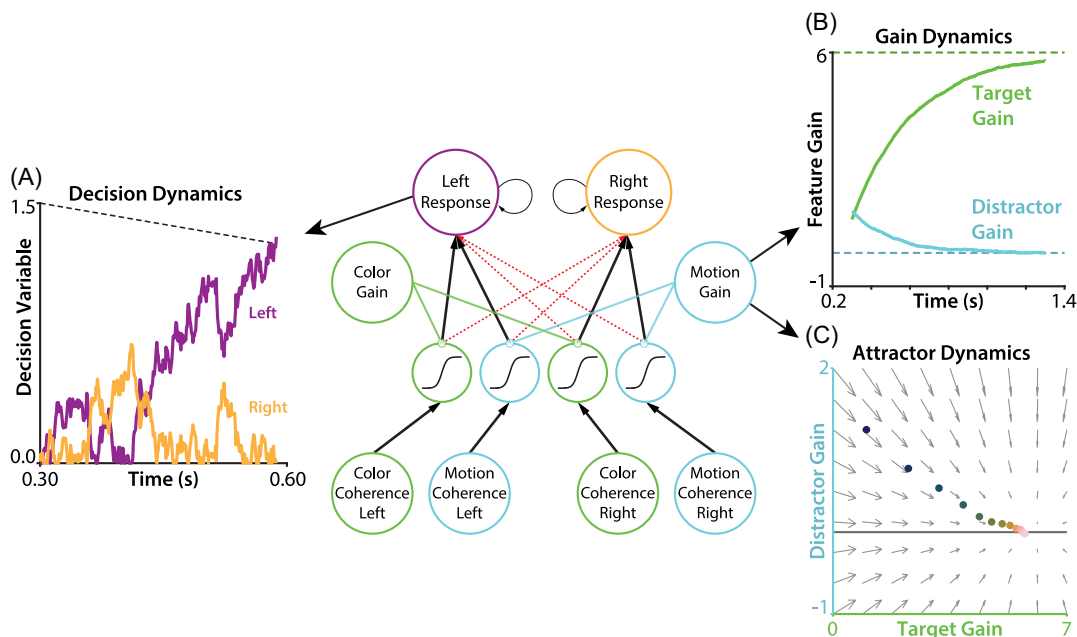 (A)
Decision Dynamics
1.5
Decision Variable
Left
Right
0.0
0.30
Time (s)
0.60
Left
Response
Right
Response
Color
Gain
Motion
Gain
Color
Coherence
Left
Motion
Coherence
Left
Color
Coherence
Right
Motion
Coherence
Right
(B)
Gain Dynamics
6
Feature Gain
Target
Gain
Distractor
Gain
-1
0.2
Time (s)
1.4
(C)
Attractor Dynamics
2
Distractor Gain
-1
0
Target Gain
7